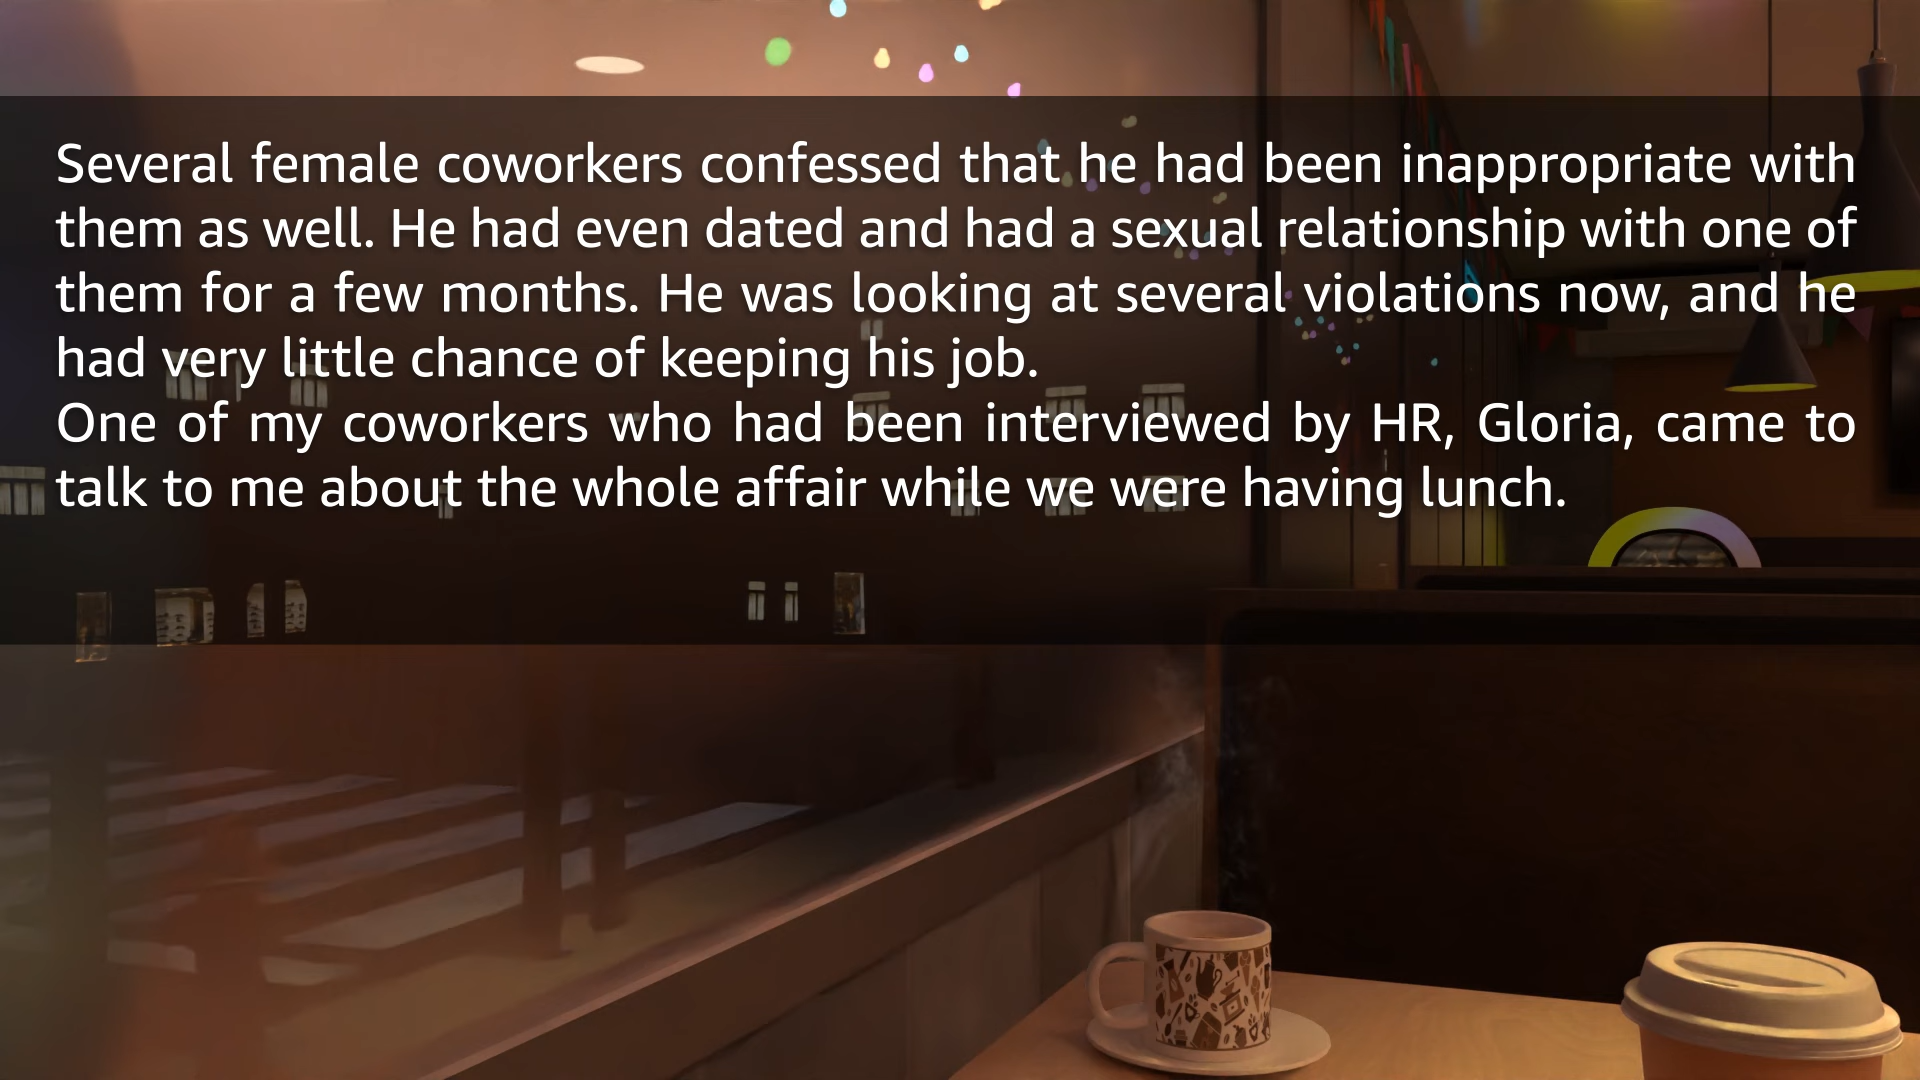 Several female coworkers confessed that he had been inappropriate with
them as well. He had even dated and had a sexual relationship with one of
them for a few months. He was looking at several violations now, and he
had very little chance of keeping his job.
One of my coworkers who had been interviewed by HR, Gloria, came to
talk to me about the whole affair while we were having lunch.